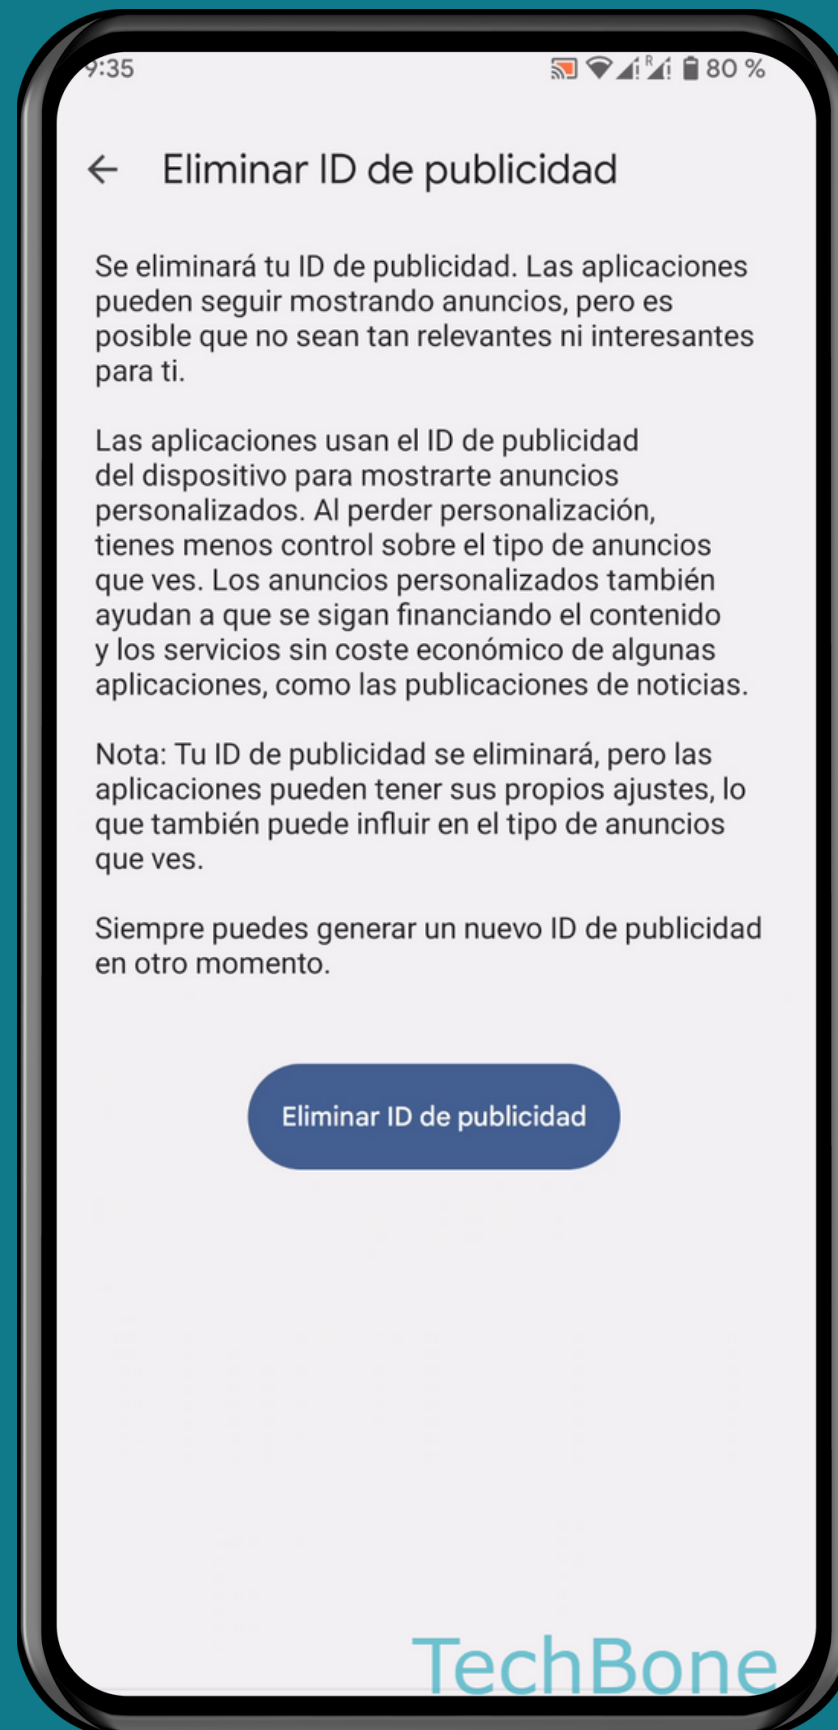 9:35
R
80 %
Eliminar ID de publicidad
Se eliminará tu ID de publicidad. Las aplicaciones
pueden seguir mostrando anuncios, pero es
posible que no sean tan relevantes ni interesantes
para ti.
Las aplicaciones usan el ID de publicidad
del dispositivo para mostrarte anuncios
personalizados. Al perder personalización,
tienes menos control sobre el tipo de anuncios
que ves. Los anuncios personalizados también
ayudan a que se sigan financiando el contenido
y los servicios sin coste económico de algunas
aplicaciones, como las publicaciones de noticias.
Nota: Tu ID de publicidad se eliminará, pero las
aplicaciones pueden tener sus propios ajustes, lo
que también puede influir en el tipo de anuncios
que ves.
Siempre puedes generar un nuevo ID de publicidad
en otro momento.
Eliminar ID de publicidad
TechBone